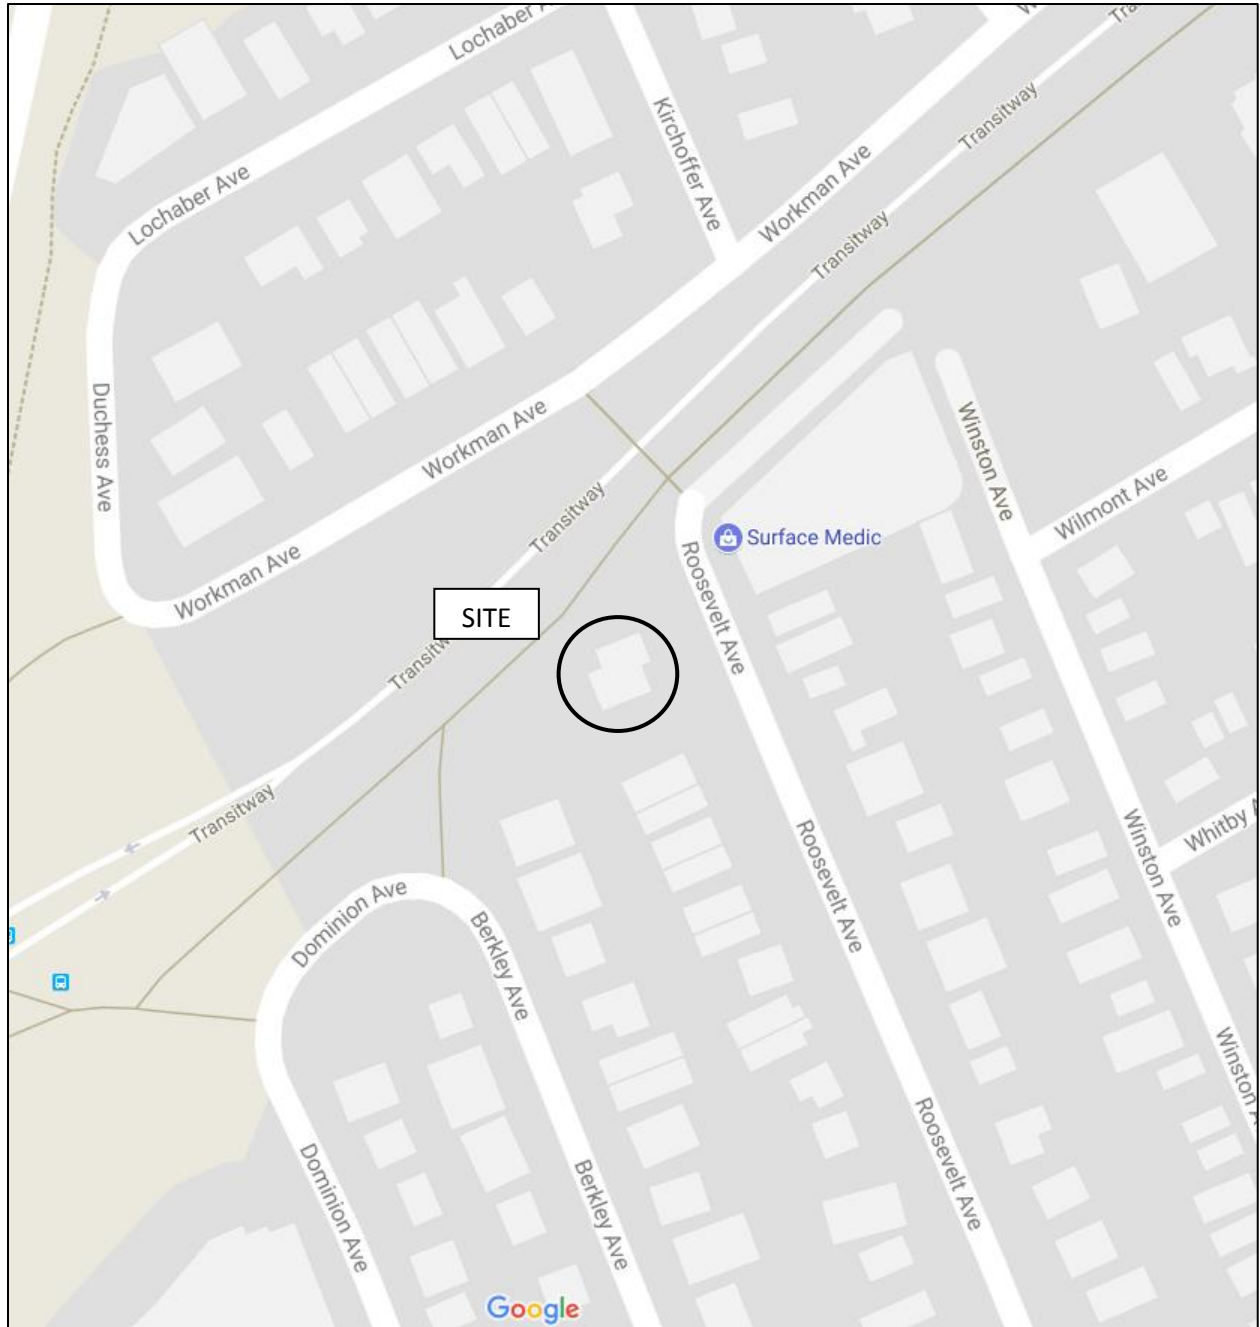 Lochaber A
W
Tra
Kirchoffer Ave
Transitway
Lochaber Ave
Workman Ave
Transitway
Duchess Ave
Workman Ave
Winston Ave
Wilmont Ave
Transitway
Surface Medic
Workman Ave
Roosevelt Ave
SITE
Transitw
Transitway
Roosevelt Ave
Winston Ave
Whitby A
Dominion Ave
Berkley Ave
Winston A
Roosevelt Ave
Dominion Ave
Berkley Ave
Google